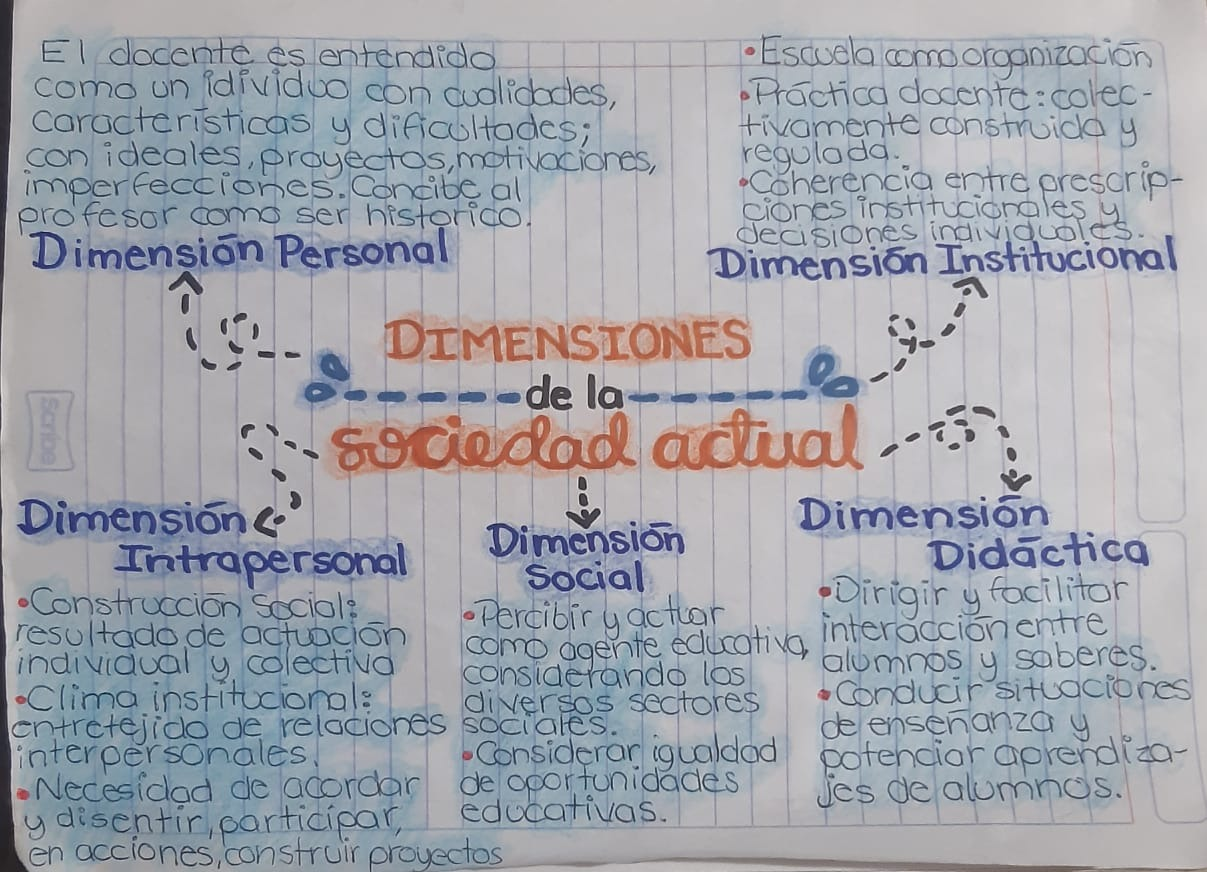 El docente es entendido
como un idividuo con cualidades,
características y dificultades;
con ideales, proyectos, motivaciones,
imperfecciones. Concibe al
profesor como ser histórico.
Dimensión Personal
•Escuela como organización
•Práctica docente: colec-
tivamente construida y
regulada.
•Coherencia entre prescrip-
ciones institucionales y
decisiones individuales.
Dimensión Institucional
DIMENSIONES
de la
sociedad actual
Scribe
Dimensión
Intrapersonal
•Construcción Social:
resultado de actuación
individual y colectiva
•Clima institucional:
entretejido de relaciones
interpersonales.
•Necesidad de acordar
y disentir, participar,
en acciones, construir proyectos
Dimensión
Social
•Percibir y actuar
como agente educativa,
considerando los
diversos sectores
sociales.
•Considerar igualdad
de oportunidades
educativas.
Dimensión
Didáctica
•Dirigir y facilitar
interacción entre
alumnos y saberes.
•Conducir situaciones
de enseñanza y
potenciar aprendiza-
jes de alumnos.